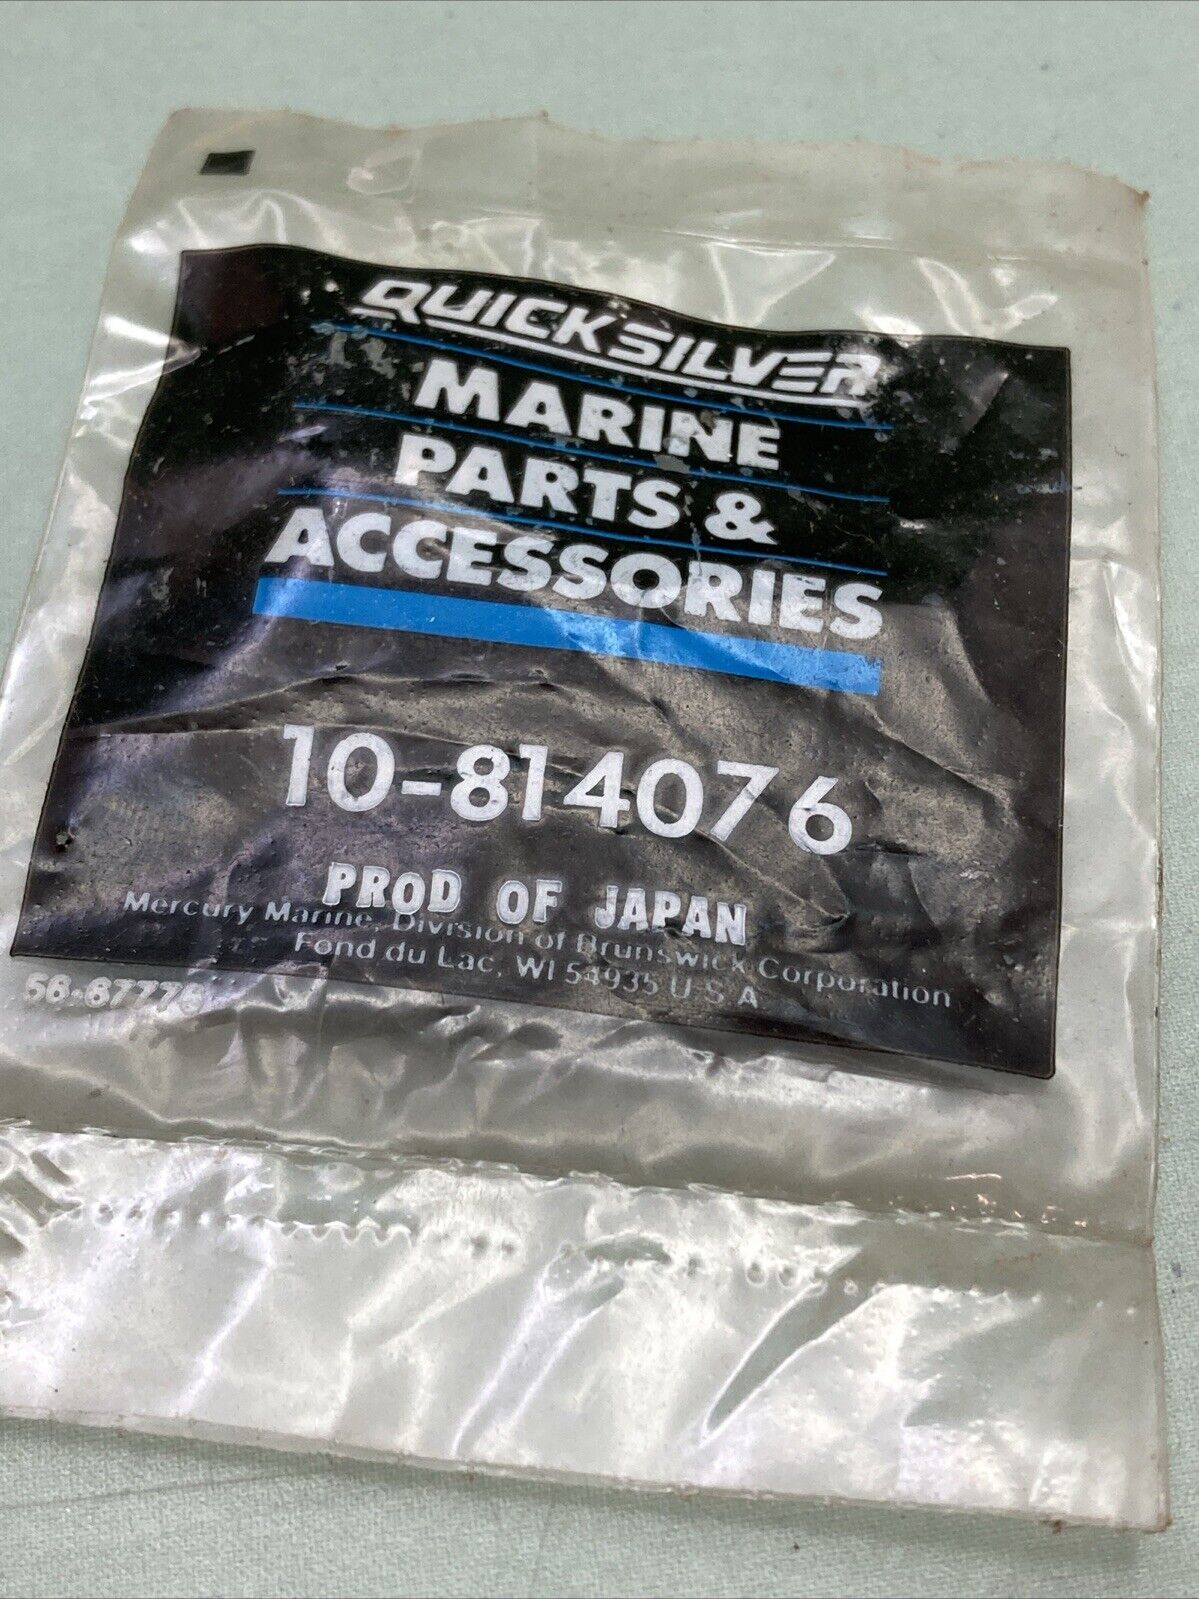 QUICKSILVER
MARINE
PARTS &
ACCESSORIES
10-814076
PROD OF JAPAN
Mercury Marine, Division of Brunswick Corporation
Fond du Lac, WI 54935 U S A